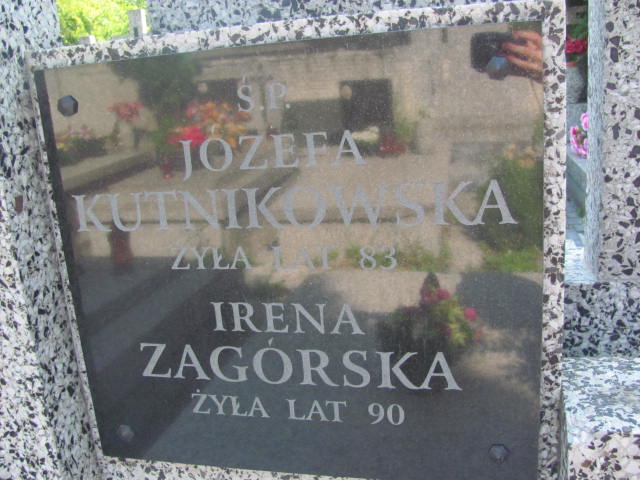 Ś.P.
JÓZEFA
KUTNIKOWSKA
ŻYŁA LAT 83
IRENA
ZAGÓRSKA
ŻYŁA LAT 90